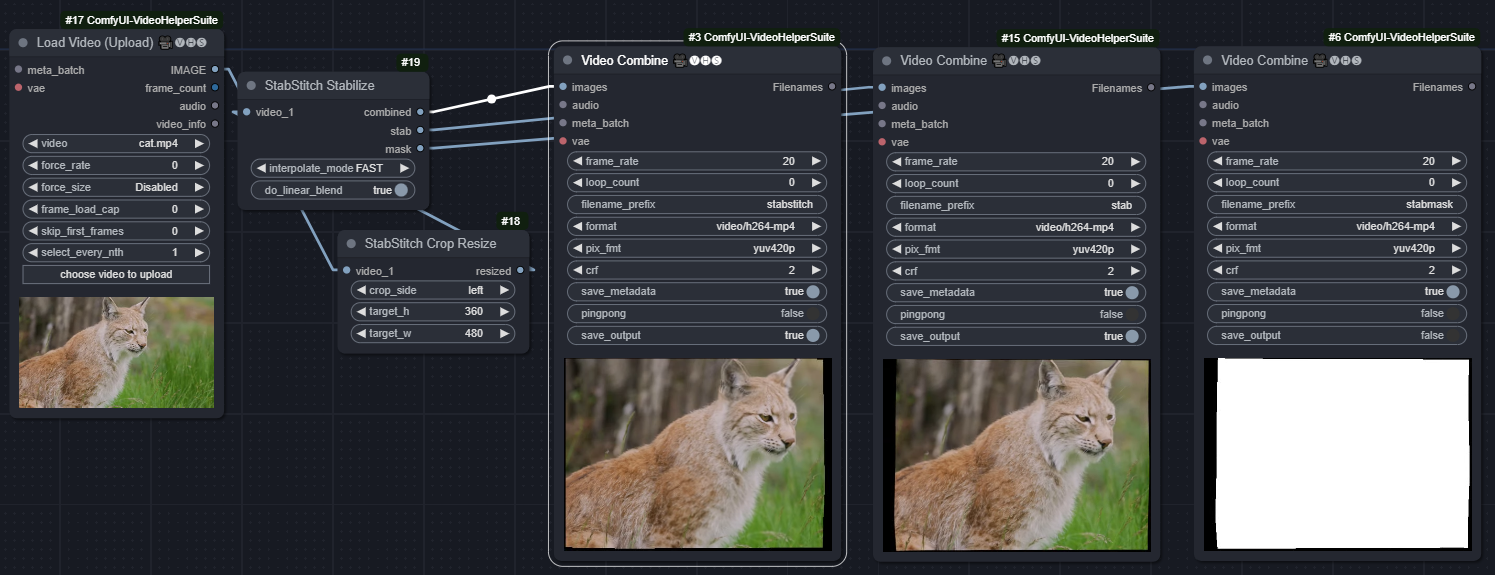 #17 ComfyUI-VideoHelperSuite
Load Video (Upload) 🎥🅥🅗🅢
meta_batch IMAGE
vae frame_count
audio
video_info
video cat.mp4
force_rate 0
force_size Disabled
frame_load_cap 0
skip_first_frames 0
select_every_nth 1
choose video to upload
#19
StabStitch Stabilize
video_1 combined
stab
mask
interpolate_mode FAST
do_linear_blend true
#18
StabStitch Crop Resize
video_1 resized
crop_side left
target_h 360
target_w 480
#3 ComfyUI-VideoHelperSuite
Video Combine 🎥🅥🅗🅢
images Filenames
audio
meta_batch
vae
frame_rate 20
loop_count 0
filename_prefix stabstitch
format video/h264-mp4
pix_fmt yuv420p
crf 2
save_metadata true
pingpong false
save_output true
#15 ComfyUI-VideoHelperSuite
Video Combine 🎥🅥🅗🅢
images Filenames
audio
meta_batch
vae
frame_rate 20
loop_count 0
filename_prefix stab
format video/h264-mp4
pix_fmt yuv420p
crf 2
save_metadata true
pingpong false
save_output true
#6 ComfyUI-VideoHelperSuite
Video Combine 🎥🅥🅗🅢
images Filenames
audio
meta_batch
vae
frame_rate 20
loop_count 0
filename_prefix stabmask
format video/h264-mp4
pix_fmt yuv420p
crf 2
save_metadata true
pingpong false
save_output true